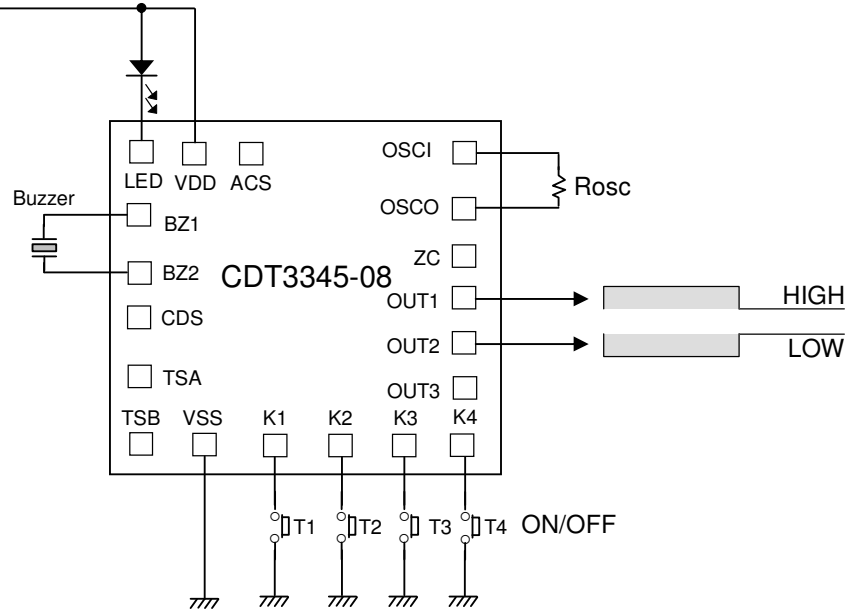 OSCI
LED VDD ACS
Rosc
Buzzer
OSCO
BZ1
ZC
BZ2 CDT3345-08
OUT1
HIGH
CDS
OUT2
LOW
TSA
OUT3
TSB VSS K1 K2 K3 K4
T1 T2 T3 T4 ON/OFF